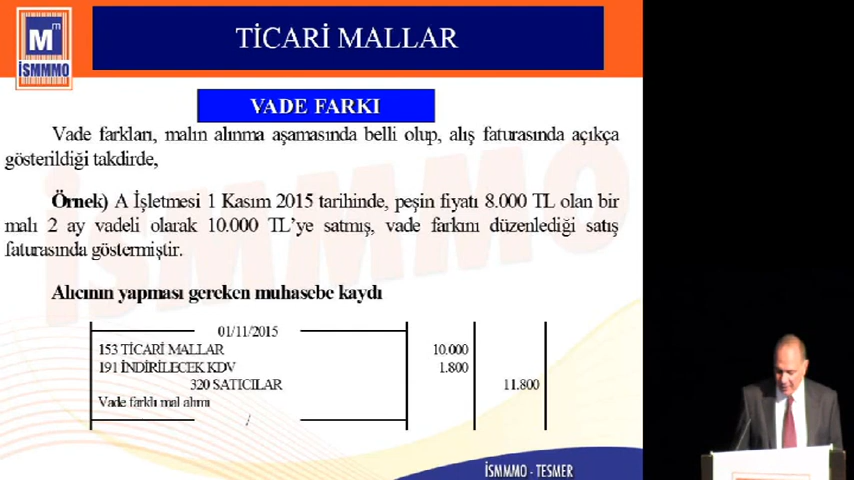 M m
İSMMMO
TİCARİ MALLAR
VADE FARKI
Vade farkları, malın alınma aşamasında belli olup, alış faturasında açıkça
gösterildiği takdirde,
Örnek) A İşletmesi 1 Kasım 2015 tarihinde, peşin fiyatı 8.000 TL olan bir
malı 2 ay vadeli olarak 10.000 TL’ye satmış, vade farkını düzenlediği satış
faturasında göstermiştir.
Alıcının yapması gereken muhasebe kaydı
01/11/2015
153 TİCARİ MALLAR 10.000
191 İNDİRİLECEK KDV 1.800
320 SATICILAR 11.800
Vade farklı mal alımı
/
İSMMMO - TESMER